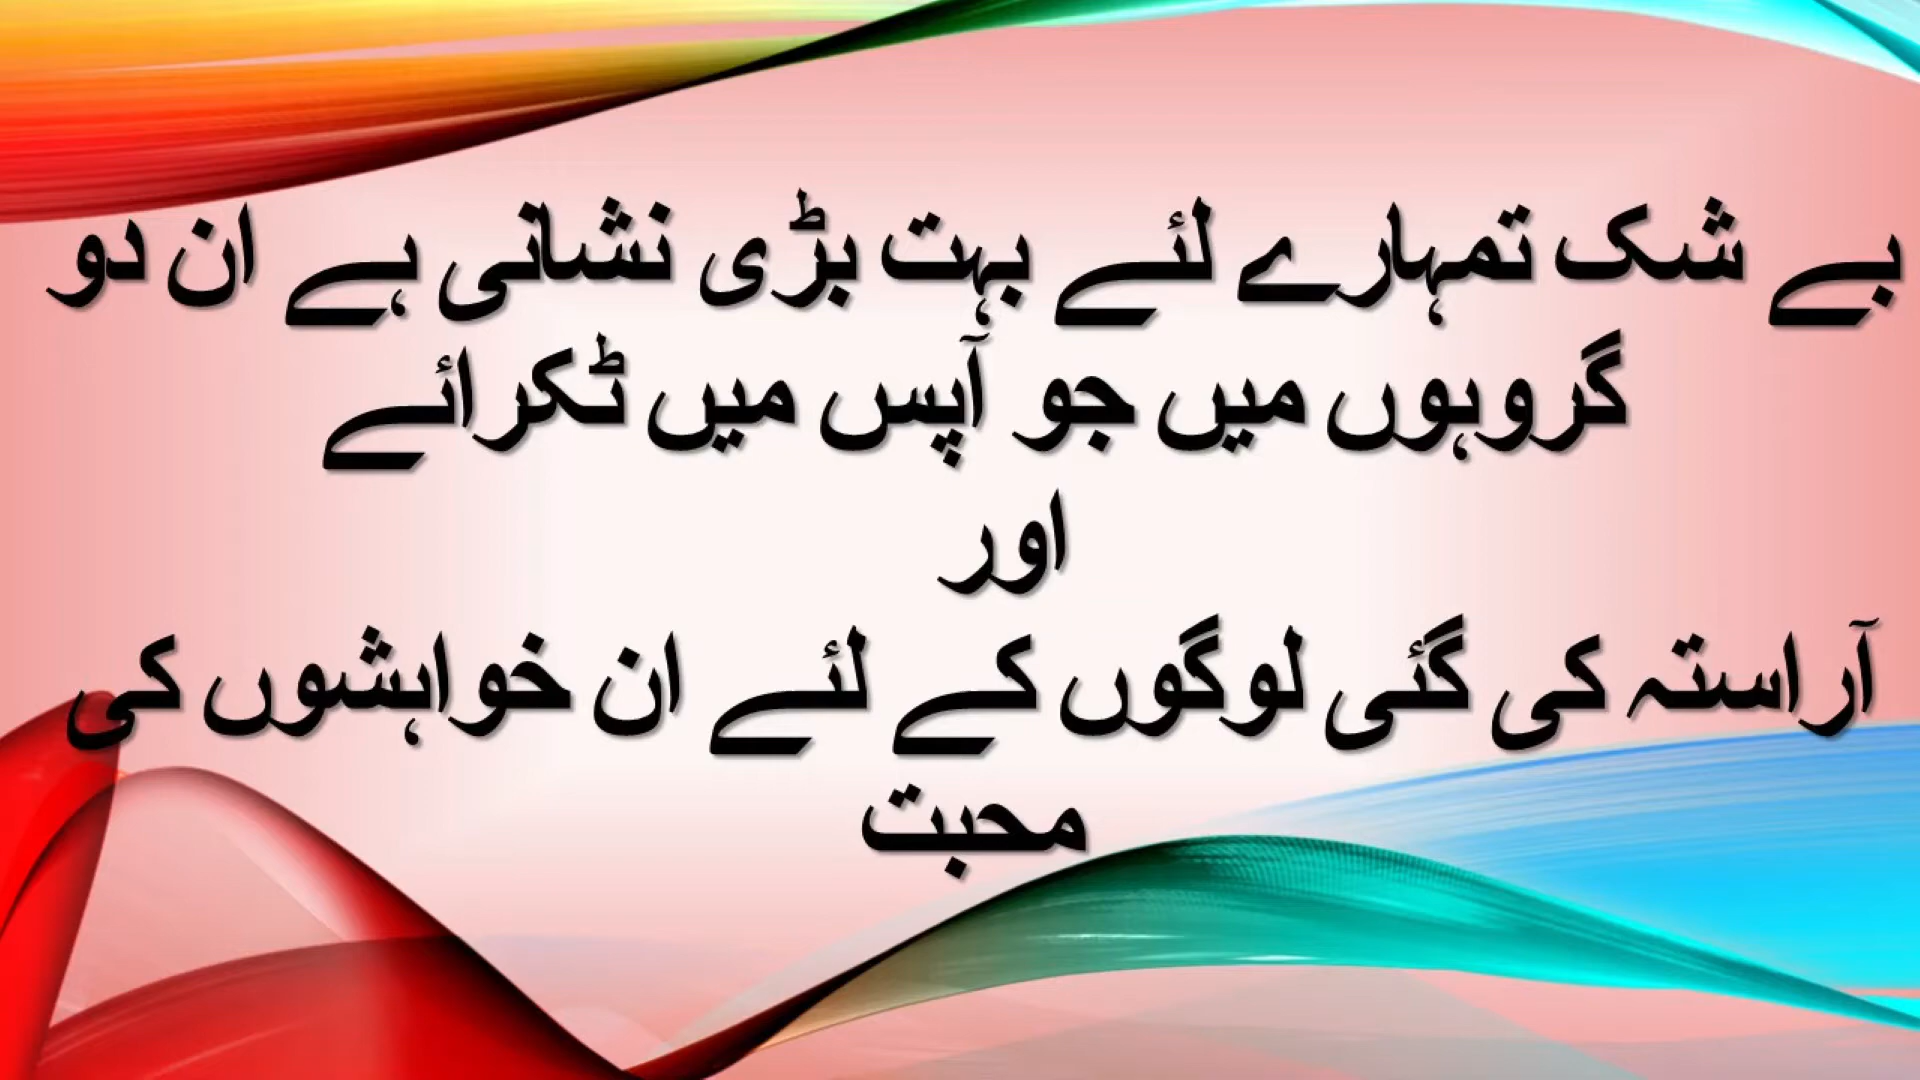 بے شک تمہارے لئے بہت بڑی نشانی ہے ان دو
گروہوں میں جو آپس میں ٹکرائے
اور
آراستہ کی گئی لوگوں کے لئے ان خواہشوں کی
محبت